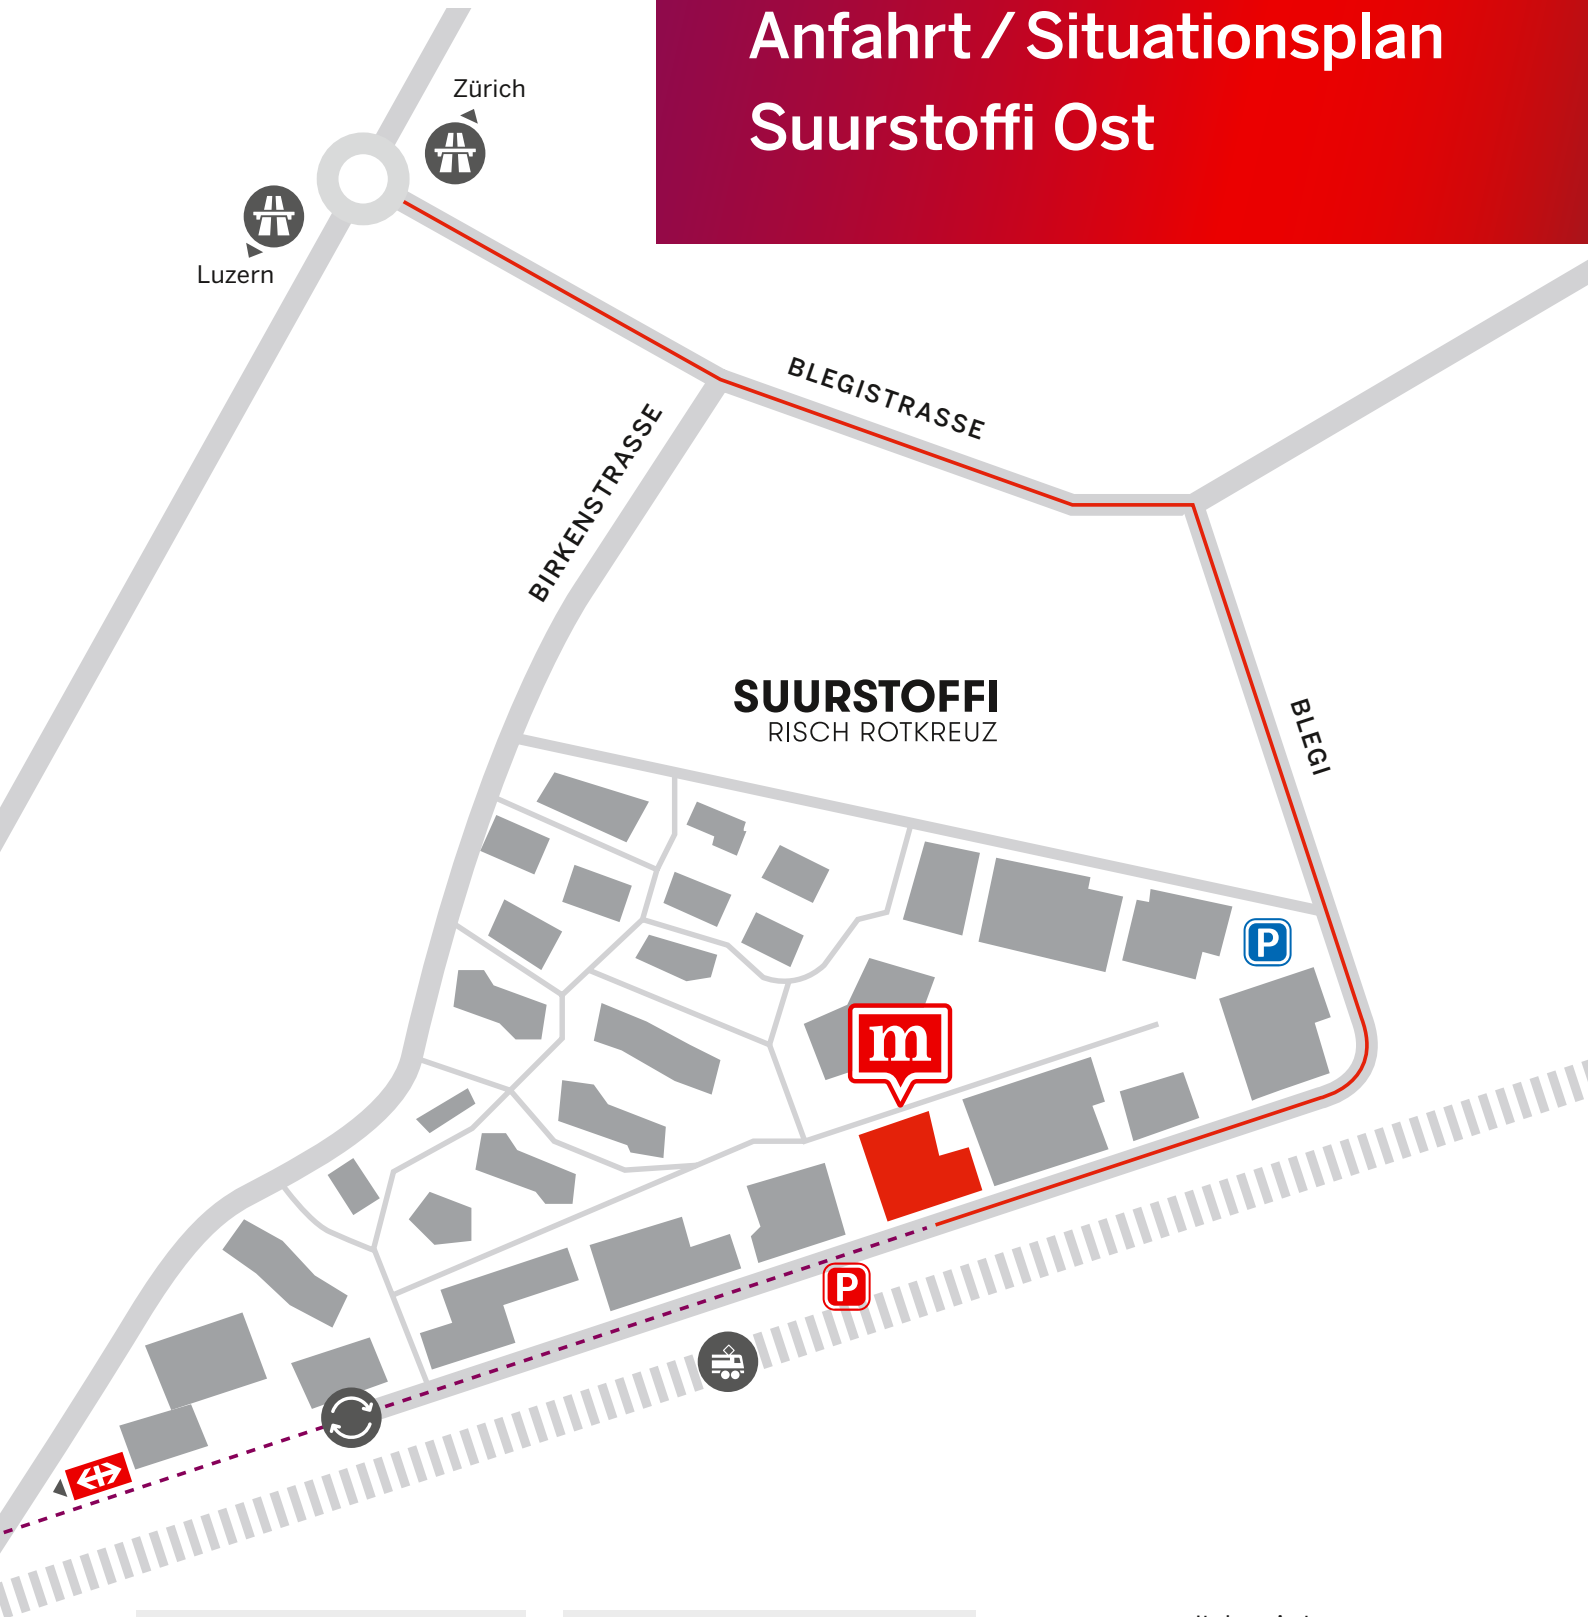 Anfahrt / Situationsplan
Suurstoffi Ost
Zürich
Luzern
BLEGISTRASSE
BIRKENSTRASSE
SUURSTOFFI
RISCH ROTKREUZ
BLEGI
P
m
P